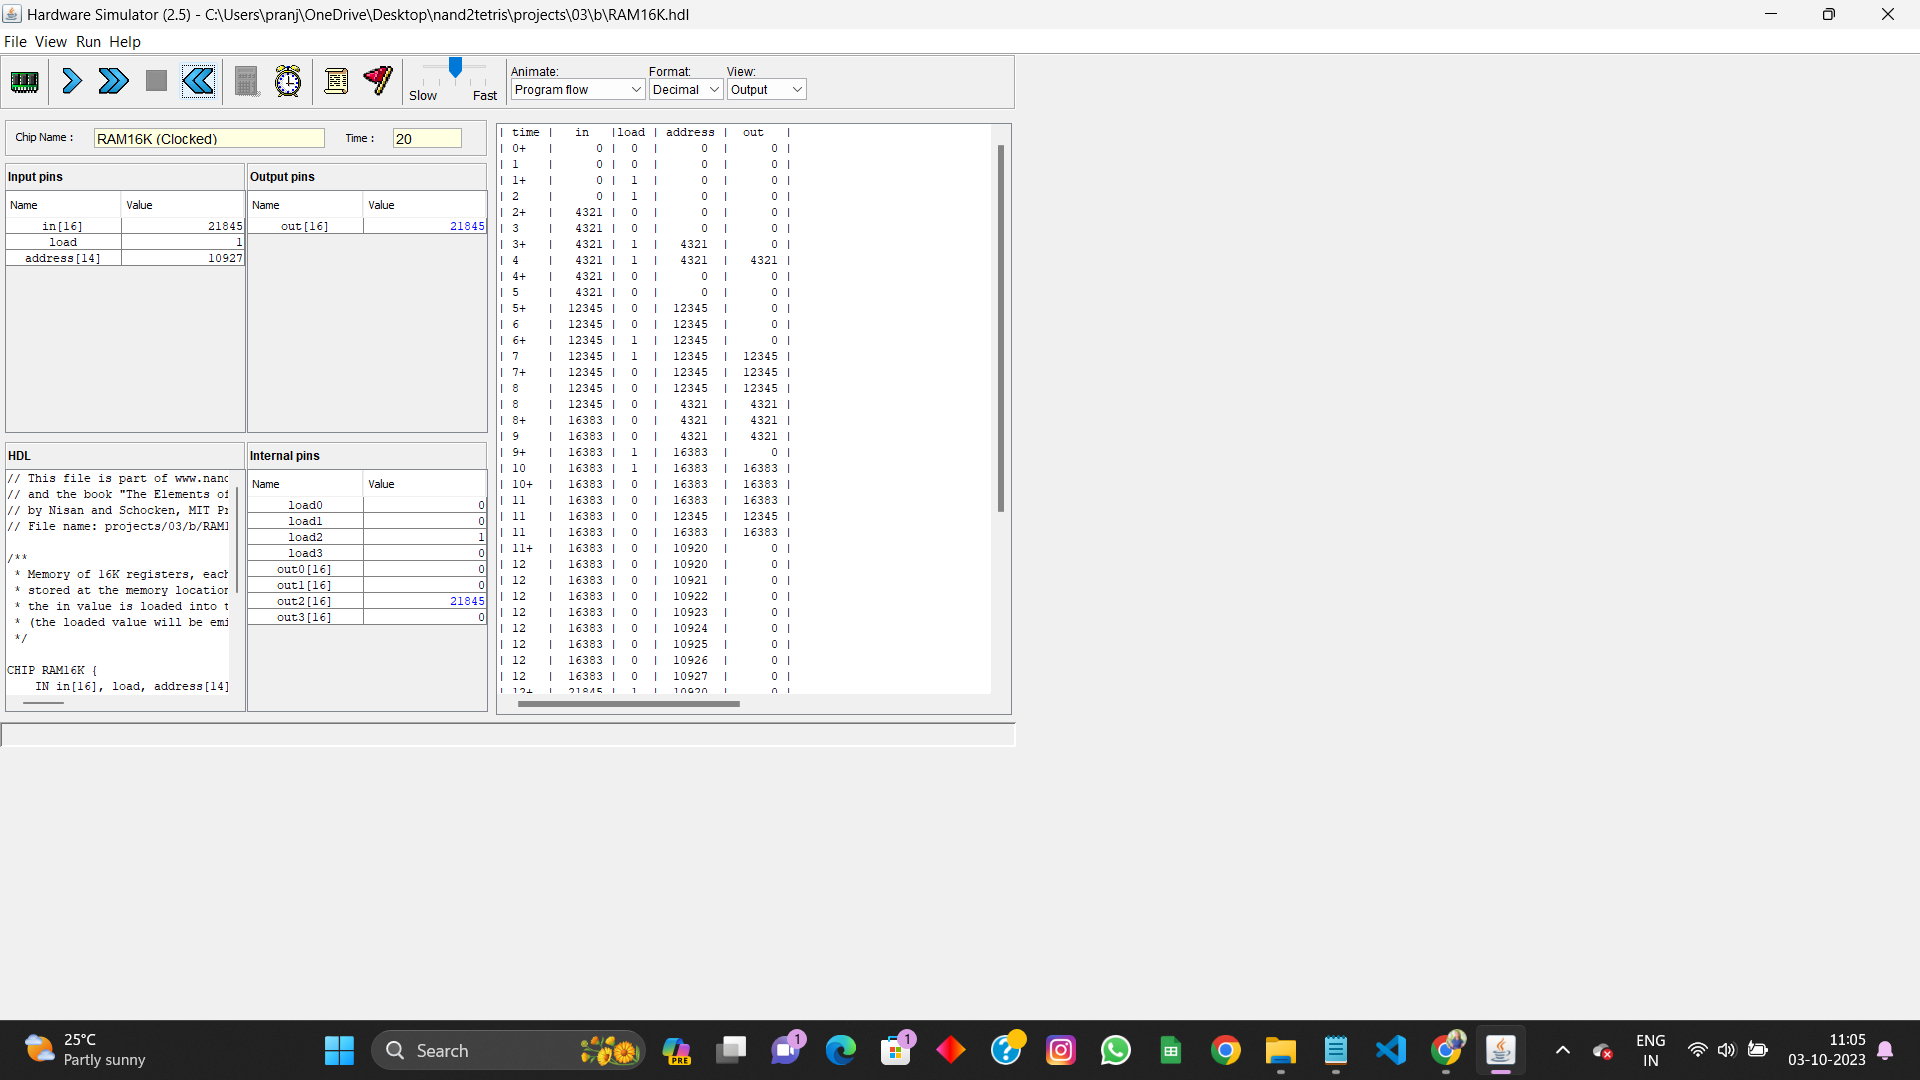 Hardware Simulator (2.5) - C:\Users\pranj\OneDrive\Desktop\nand2tetris\projects\03\b\RAM16K.hdl
File View Run Help
Slow Fast
Animate: Format: View:
Program flow Decimal Output
Chip Name : RAM16K (Clocked) Time : 20
Input pins
Name Value
in[16] 21845
load 1
address[14] 10927
Output pins
Name Value
out[16] 21845
HDL
// This file is part of www.nand
// and the book "The Elements of
// by Nisan and Schocken, MIT Pr
// File name: projects/03/b/RAM1
/**
* Memory of 16K registers, each
* stored at the memory location
* the in value is loaded into t
* (the loaded value will be emi
*/
CHIP RAM16K {
IN in[16], load, address[14]
Internal pins
Name Value
load0 0
load1 0
load2 1
load3 0
out0[16] 0
out1[16] 0
out2[16] 21845
out3[16] 0
| time | in |load | address | out |
| 0+ | 0 | 0 | 0 | 0 |
| 1 | 0 | 0 | 0 | 0 |
| 1+ | 0 | 1 | 0 | 0 |
| 2 | 0 | 1 | 0 | 0 |
| 2+ | 4321 | 0 | 0 | 0 |
| 3 | 4321 | 0 | 0 | 0 |
| 3+ | 4321 | 1 | 4321 | 0 |
| 4 | 4321 | 1 | 4321 | 4321 |
| 4+ | 4321 | 0 | 0 | 0 |
| 5 | 4321 | 0 | 0 | 0 |
| 5+ | 12345 | 0 | 12345 | 0 |
| 6 | 12345 | 0 | 12345 | 0 |
| 6+ | 12345 | 1 | 12345 | 0 |
| 7 | 12345 | 1 | 12345 | 12345 |
| 7+ | 12345 | 0 | 12345 | 12345 |
| 8 | 12345 | 0 | 12345 | 12345 |
| 8 | 12345 | 0 | 4321 | 4321 |
| 8+ | 16383 | 0 | 4321 | 4321 |
| 9 | 16383 | 0 | 4321 | 4321 |
| 9+ | 16383 | 1 | 16383 | 0 |
| 10 | 16383 | 1 | 16383 | 16383 |
| 10+ | 16383 | 0 | 16383 | 16383 |
| 11 | 16383 | 0 | 16383 | 16383 |
| 11 | 16383 | 0 | 12345 | 12345 |
| 11 | 16383 | 0 | 16383 | 16383 |
| 11+ | 16383 | 0 | 10920 | 0 |
| 12 | 16383 | 0 | 10920 | 0 |
| 12 | 16383 | 0 | 10921 | 0 |
| 12 | 16383 | 0 | 10922 | 0 |
| 12 | 16383 | 0 | 10923 | 0 |
| 12 | 16383 | 0 | 10924 | 0 |
| 12 | 16383 | 0 | 10925 | 0 |
| 12 | 16383 | 0 | 10926 | 0 |
| 12 | 16383 | 0 | 10927 | 0 |
| 12+ | 21845 | 1 | 10920 | 0 |
25°C
Partly sunny
Search
PRE
1
1
ENG
IN
11:05
03-10-2023